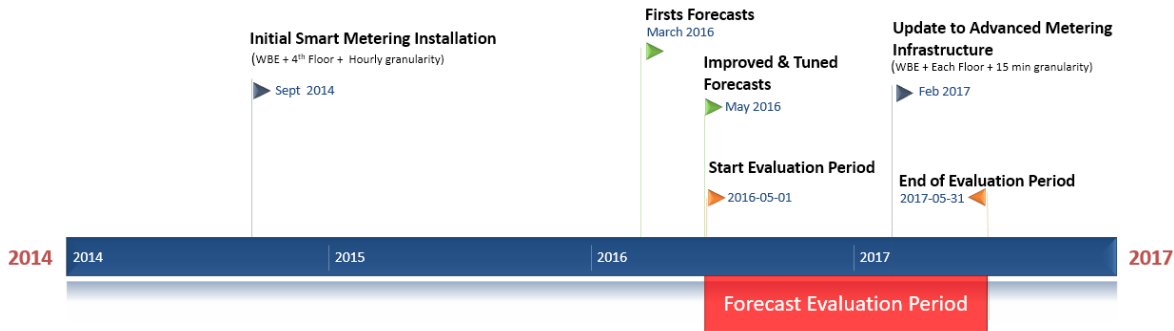 Initial Smart Metering Installation
(WBE + 4th Floor + Hourly granularity)
Sept 2014
Firsts Forecasts
March 2016
Improved & Tuned
Forecasts
May 2016
Start Evaluation Period
2016-05-01
Update to Advanced Metering
Infrastructure
(WBE + Each Floor + 15 min granularity)
Feb 2017
End of Evaluation Period
2017-05-31
2014
2014
2015
2016
2017
2017
Forecast Evaluation Period